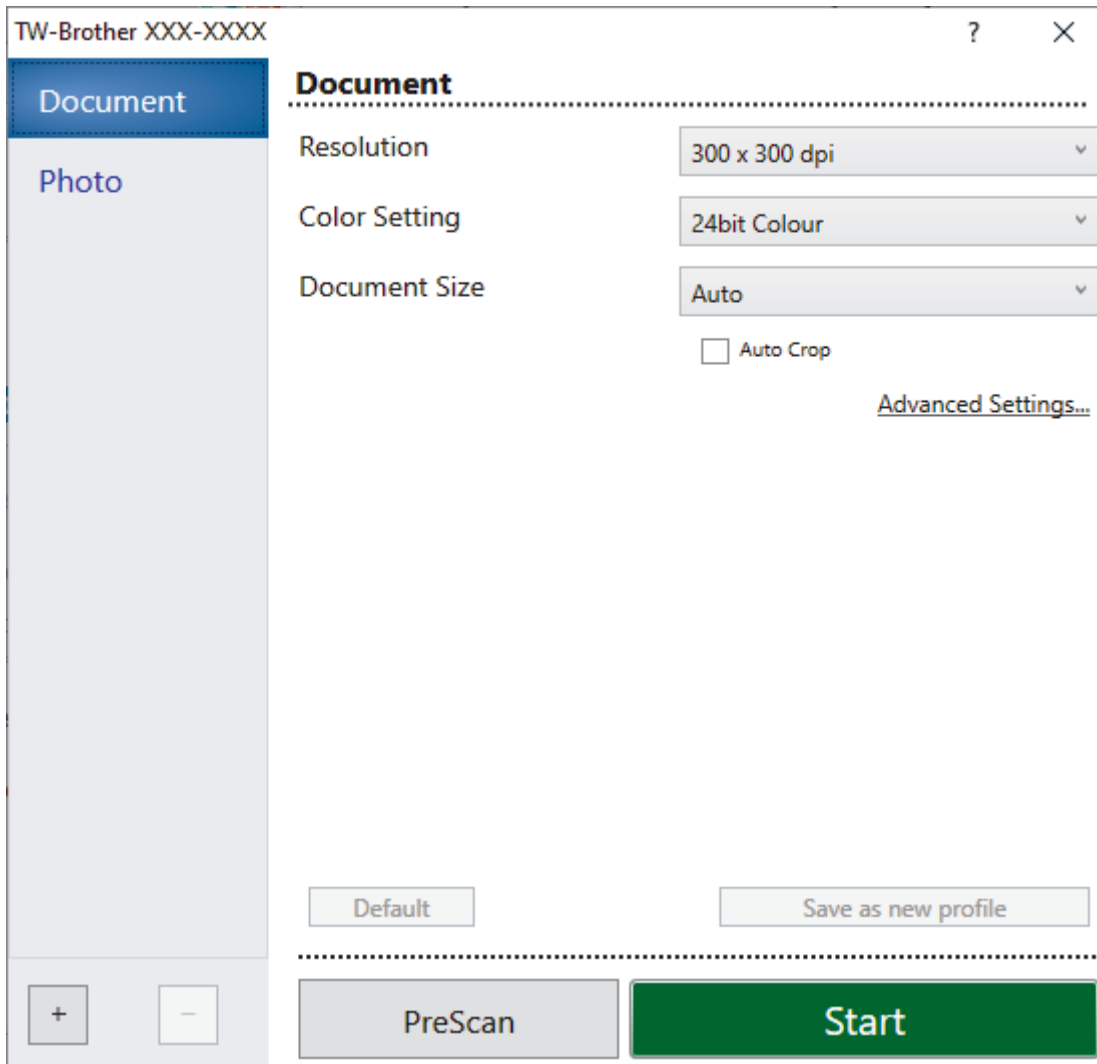 TW-Brother XXX-XXXX ?
Document
Photo
Document
Resolution 300 x 300 dpi
Color Setting 24bit Colour
Document Size Auto
Auto Crop
Advanced Settings...
Default Save as new profile
+ − PreScan Start